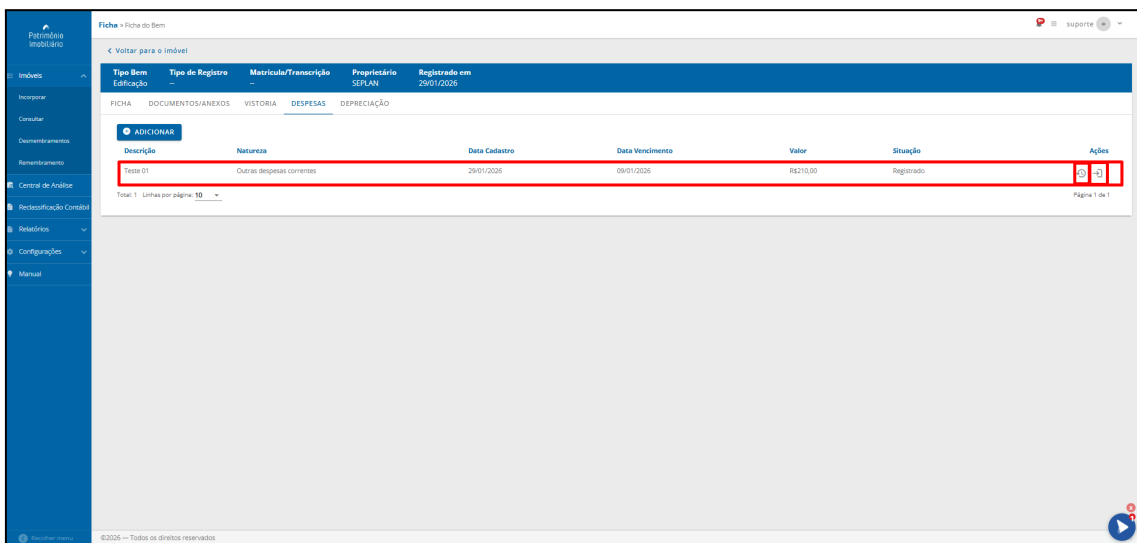 Patrimônio
Imobiliário
Ficha » Ficha do Bem
9+
suporte
Voltar para o imóvel
Tipo Bem Tipo de Registro Matrícula/Transcrição Proprietário Registrado em
Edificação -- -- SEPLAN 29/01/2026
FICHA DOCUMENTOS/ANEXOS VISTORIA DESPESAS DEPRECIAÇÃO
ADICIONAR
Descrição Natureza Data Cadastro Data Vencimento Valor Situação Ações
Teste 01 Outras despesas correntes 29/01/2026 09/01/2026 R$210,00 Registrado
Total: 1 Linhas por página: 10
Página 1 de 1
Imóveis
Incorporar
Consultar
Desmembramentos
Remembramento
Central de Análise
Reclassificação Contábil
Relatórios
Configurações
Manual
Recolher menu
©2026 — Todos os direitos reservados
x
1